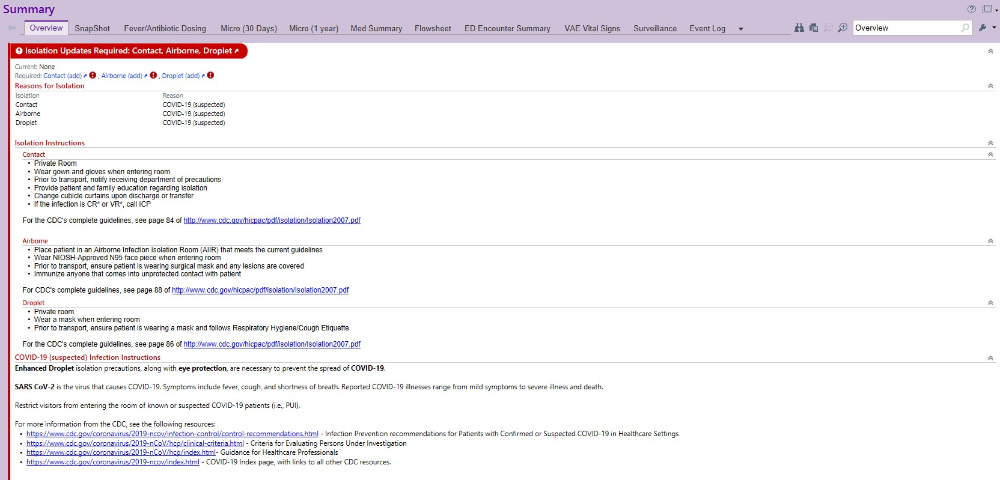 Summary
Overview SnapShot Fever/Antibiotic Dosing Micro (30 Days) Micro (1 year) Med Summary Flowsheet ED Encounter Summary VAE Vital Signs Surveillance Event Log Overview
Isolation Updates Required: Contact, Airborne, Droplet
Current: None
Required: Contact (add) , Airborne (add) , Droplet (add)
Reasons for Isolation
Isolation Reason
Contact COVID-19 (suspected)
Airborne COVID-19 (suspected)
Droplet COVID-19 (suspected)
Isolation Instructions
Contact
• Private Room
• Wear gown and gloves when entering room
• Prior to transport, notify receiving department of precautions
• Provide patient and family education regarding isolation
• Change cubicle curtains upon discharge or transfer
• If the infection is CR* or VR*, call ICP
For the CDC's complete guidelines, see page 84 of http://www.cdc.gov/hicpac/pdf/isolation/Isolation2007.pdf
Airborne
• Place patient in an Airborne Infection Isolation Room (AIIR) that meets the current guidelines
• Wear NIOSH-Approved N95 face piece when entering room
• Prior to transport, ensure patient is wearing surgical mask and any lesions are covered
• Immunize anyone that comes into unprotected contact with patient
For CDC's complete guidelines, see page 88 of http://www.cdc.gov/hicpac/pdf/isolation/Isolation2007.pdf
Droplet
• Private room
• Wear a mask when entering room
• Prior to transport, ensure patient is wearing a mask and follows Respiratory Hygiene/Cough Etiquette
For the CDC's complete guidelines, see page 86 of http://www.cdc.gov/hicpac/pdf/isolation/Isolation2007.pdf
COVID-19 (suspected) Infection Instructions
Enhanced Droplet isolation precautions, along with eye protection, are necessary to prevent the spread of COVID-19.
SARS CoV-2 is the virus that causes COVID-19. Symptoms include fever, cough, and shortness of breath. Reported COVID-19 illnesses range from mild symptoms to severe illness and death.
Restrict visitors from entering the room of known or suspected COVID-19 patients (i.e., PUI).
For more information from the CDC, see the following resources:
• https://www.cdc.gov/coronavirus/2019-ncov/infection-control/control-recommendations.html - Infection Prevention recommendations for Patients with Confirmed or Suspected COVID-19 in Healthcare Settings
• https://www.cdc.gov/coronavirus/2019-nCoV/hcp/clinical-criteria.html - Criteria for Evaluating Persons Under Investigation
• https://www.cdc.gov/coronavirus/2019-nCoV/hcp/index.html- Guidance for Healthcare Professionals
• https://www.cdc.gov/coronavirus/2019-ncov/index.html - COVID-19 Index page, with links to all other CDC resources.